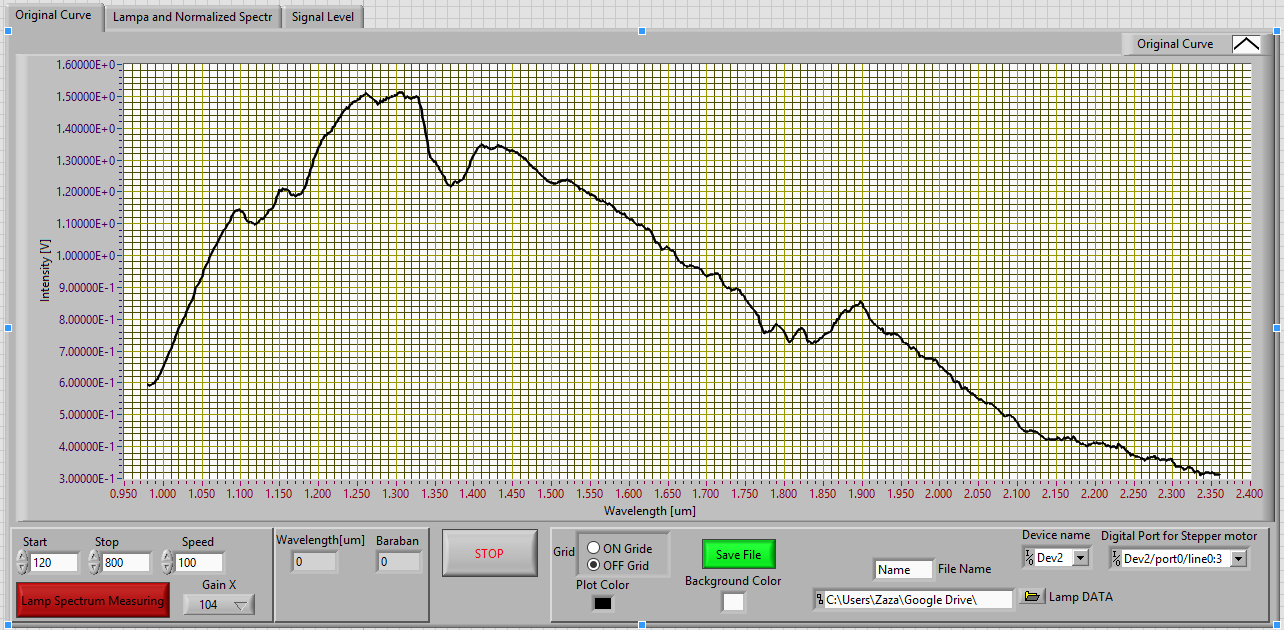 Original Curve
Lampa and Normalized Spectr
Signal Level
Original Curve
1.60000E+0
1.50000E+0
1.40000E+0
1.30000E+0
1.20000E+0
1.10000E+0
1.00000E+0
9.00000E-1
8.00000E-1
7.00000E-1
6.00000E-1
5.00000E-1
4.00000E-1
3.00000E-1
Intensity [V]
0.950 1.000 1.050 1.100 1.150 1.200 1.250 1.300 1.350 1.400 1.450 1.500 1.550 1.600 1.650 1.700 1.750 1.800 1.850 1.900 1.950 2.000 2.050 2.100 2.150 2.200 2.250 2.300 2.350 2.400
Wavelength [um]
Start Stop Speed
120 800 100
Gain X
Lamp Spectrum Measuring
104
Wavelength[um] Baraban
0 0
STOP
Grid
ON Gride
OFF Grid
Plot Color
Save File
Background Color
Name File Name
C:\Users\Zaza\Google Drive\ Lamp DATA
Device name Digital Port for Stepper motor
Dev2 Dev2/port0/line0:3